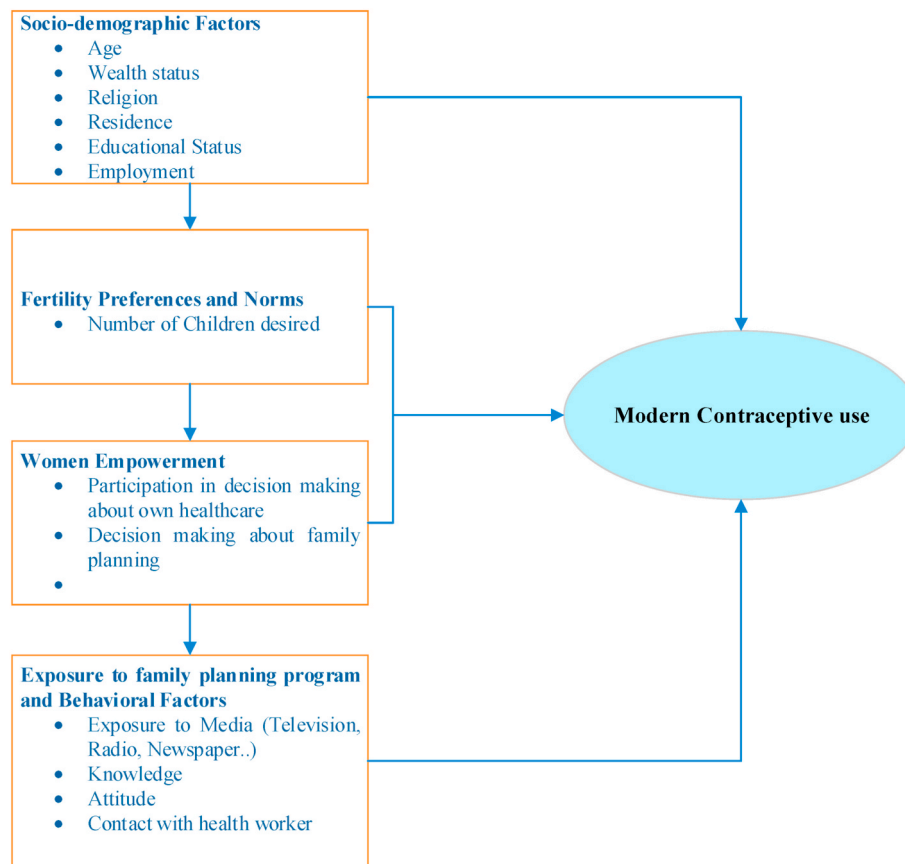 Socio-demographic Factors
• Age
• Wealth status
• Religion
• Residence
• Educational Status
• Employment
Fertility Preferences and Norms
• Number of Children desired
Women Empowerment
• Participation in decision making
about own healthcare
• Decision making about family
planning
•
Exposure to family planning program
and Behavioral Factors
• Exposure to Media (Television,
Radio, Newspaper..)
• Knowledge
• Attitude
• Contact with health worker
Modern Contraceptive use